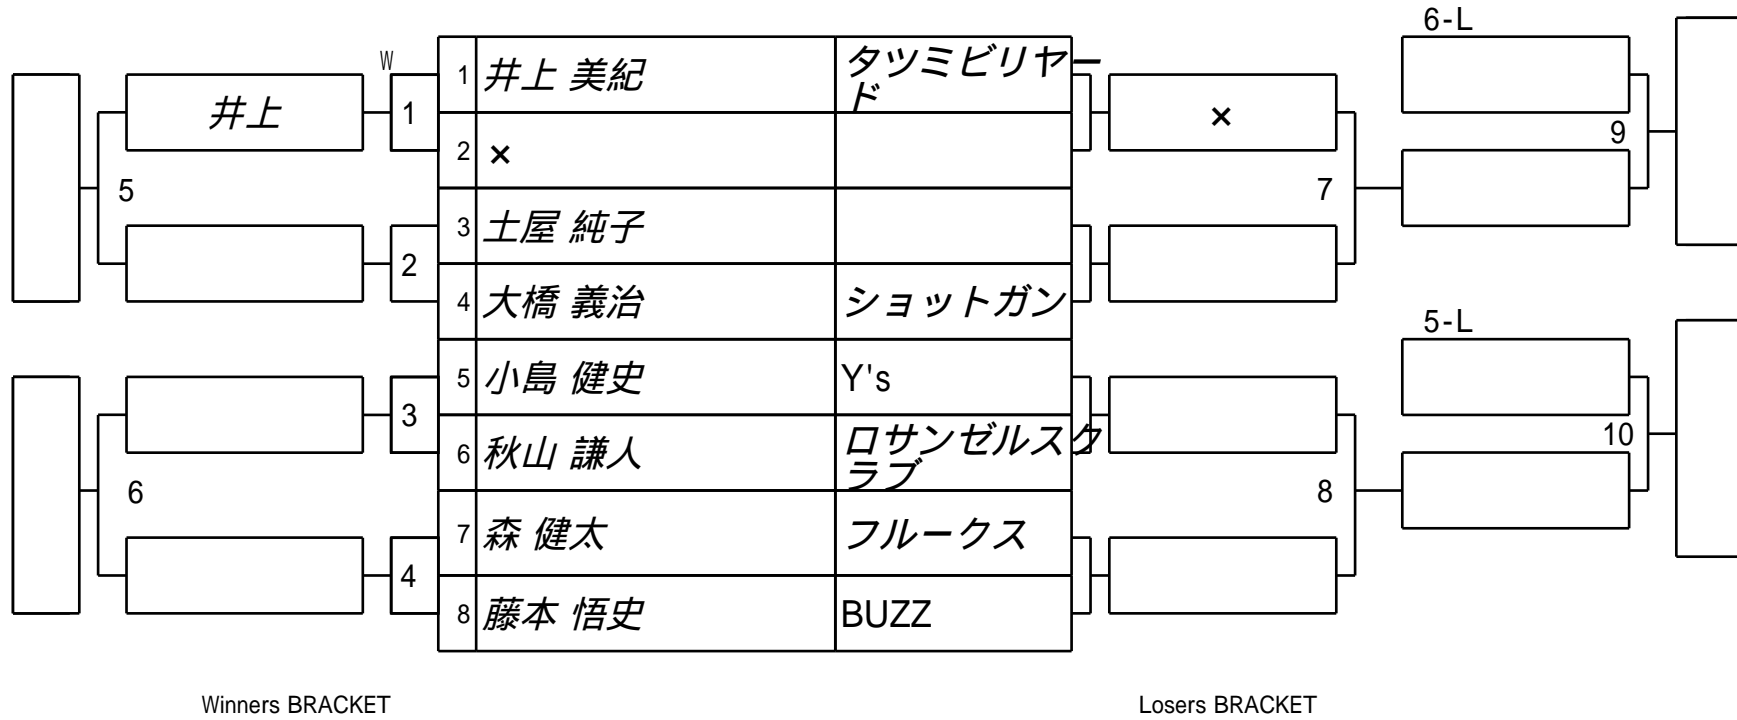 6-L
W
1 井上 美紀 タツミビリヤー
ド
井上
1
×
2 ×
9
5
7
3 土屋 純子
2
4 大橋 義治 ショットガン
5-L
5 小島 健史 Y's
3
6 秋山 謙人 ロサンゼルスク
ラブ
10
6
8
7 森 健太 フルークス
4
8 藤本 悟史 BUZZ
Winners BRACKET
Losers BRACKET